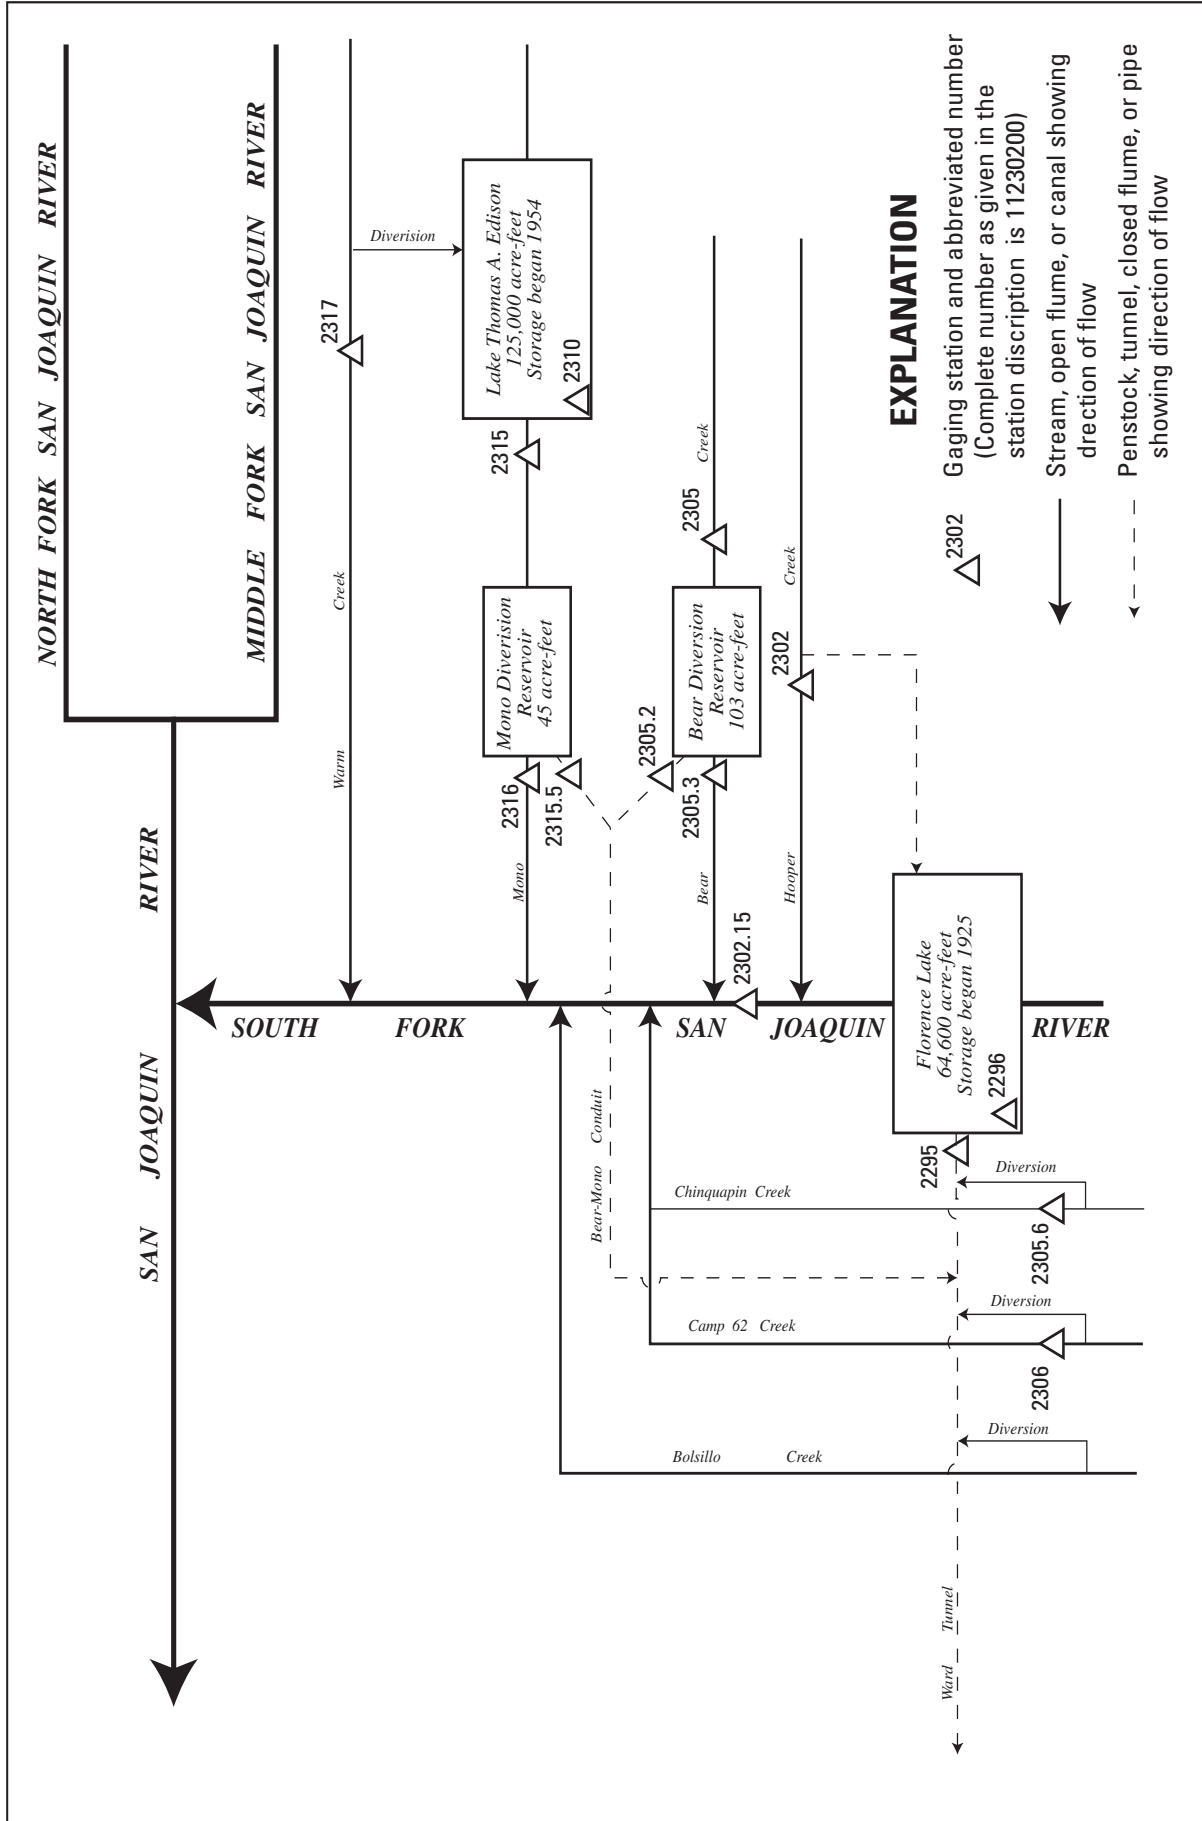 NORTH FORK SAN JOAQUIN RIVER
MIDDLE FORK SAN JOAQUIN RIVER
SAN JOAQUIN RIVER
Warm Creek
2317
Diverision
Lake Thomas A. Edison
125,000 acre-feet
Storage began 1954
2310
2315
Mono Diverision
Reservoir
45 acre-feet
2316
2315.5
Mono
2305
Creek
Bear Diversion
Reservoir
103 acre-feet
2305.2
2305.3
Bear
Creek
2302
Hooper
2302.15
SOUTH FORK SAN JOAQUIN RIVER
Florence Lake
64,600 acre-feet
Storage began 1925
2296
2295
Bear-Mono Conduit
Chinquapin Creek
Diversion
2305.6
Camp 62 Creek
Diversion
2306
Bolsillo Creek
Diversion
Ward Tunnel
EXPLANATION
2302
Gaging station and abbreviated number
(Complete number as given in the
station discription is 11230200)
Stream, open flume, or canal showing
drection of flow
Penstock, tunnel, closed flume, or pipe
showing direction of flow